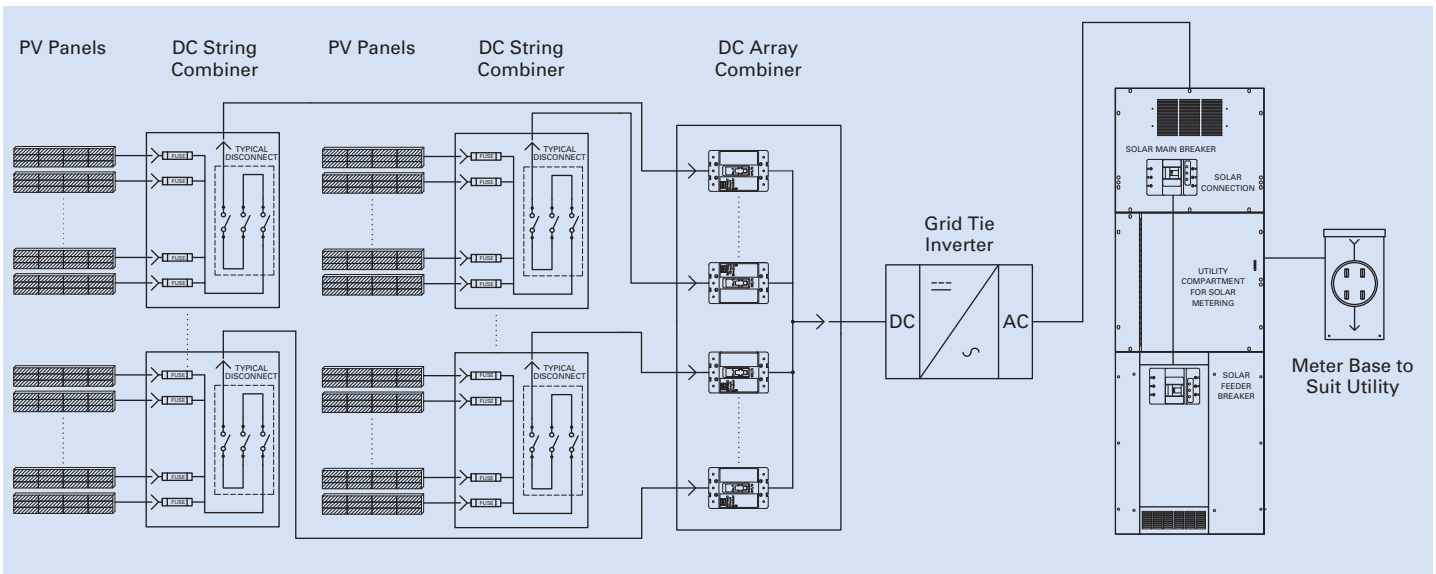 PV Panels
DC String
Combiner
PV Panels
DC String
Combiner
DC Array
Combiner
TYPICAL
DISCONNECT
FUSE
FUSE
FUSE
FUSE
TYPICAL
DISCONNECT
FUSE
FUSE
FUSE
FUSE
TYPICAL
DISCONNECT
FUSE
FUSE
FUSE
FUSE
TYPICAL
DISCONNECT
FUSE
FUSE
FUSE
FUSE
Grid Tie
Inverter
DC
AC
SOLAR MAIN BREAKER
SOLAR
CONNECTION
UTILITY
COMPARTMENT
FOR SOLAR
METERING
SOLAR
FEEDER
BREAKER
Meter Base to
Suit Utility